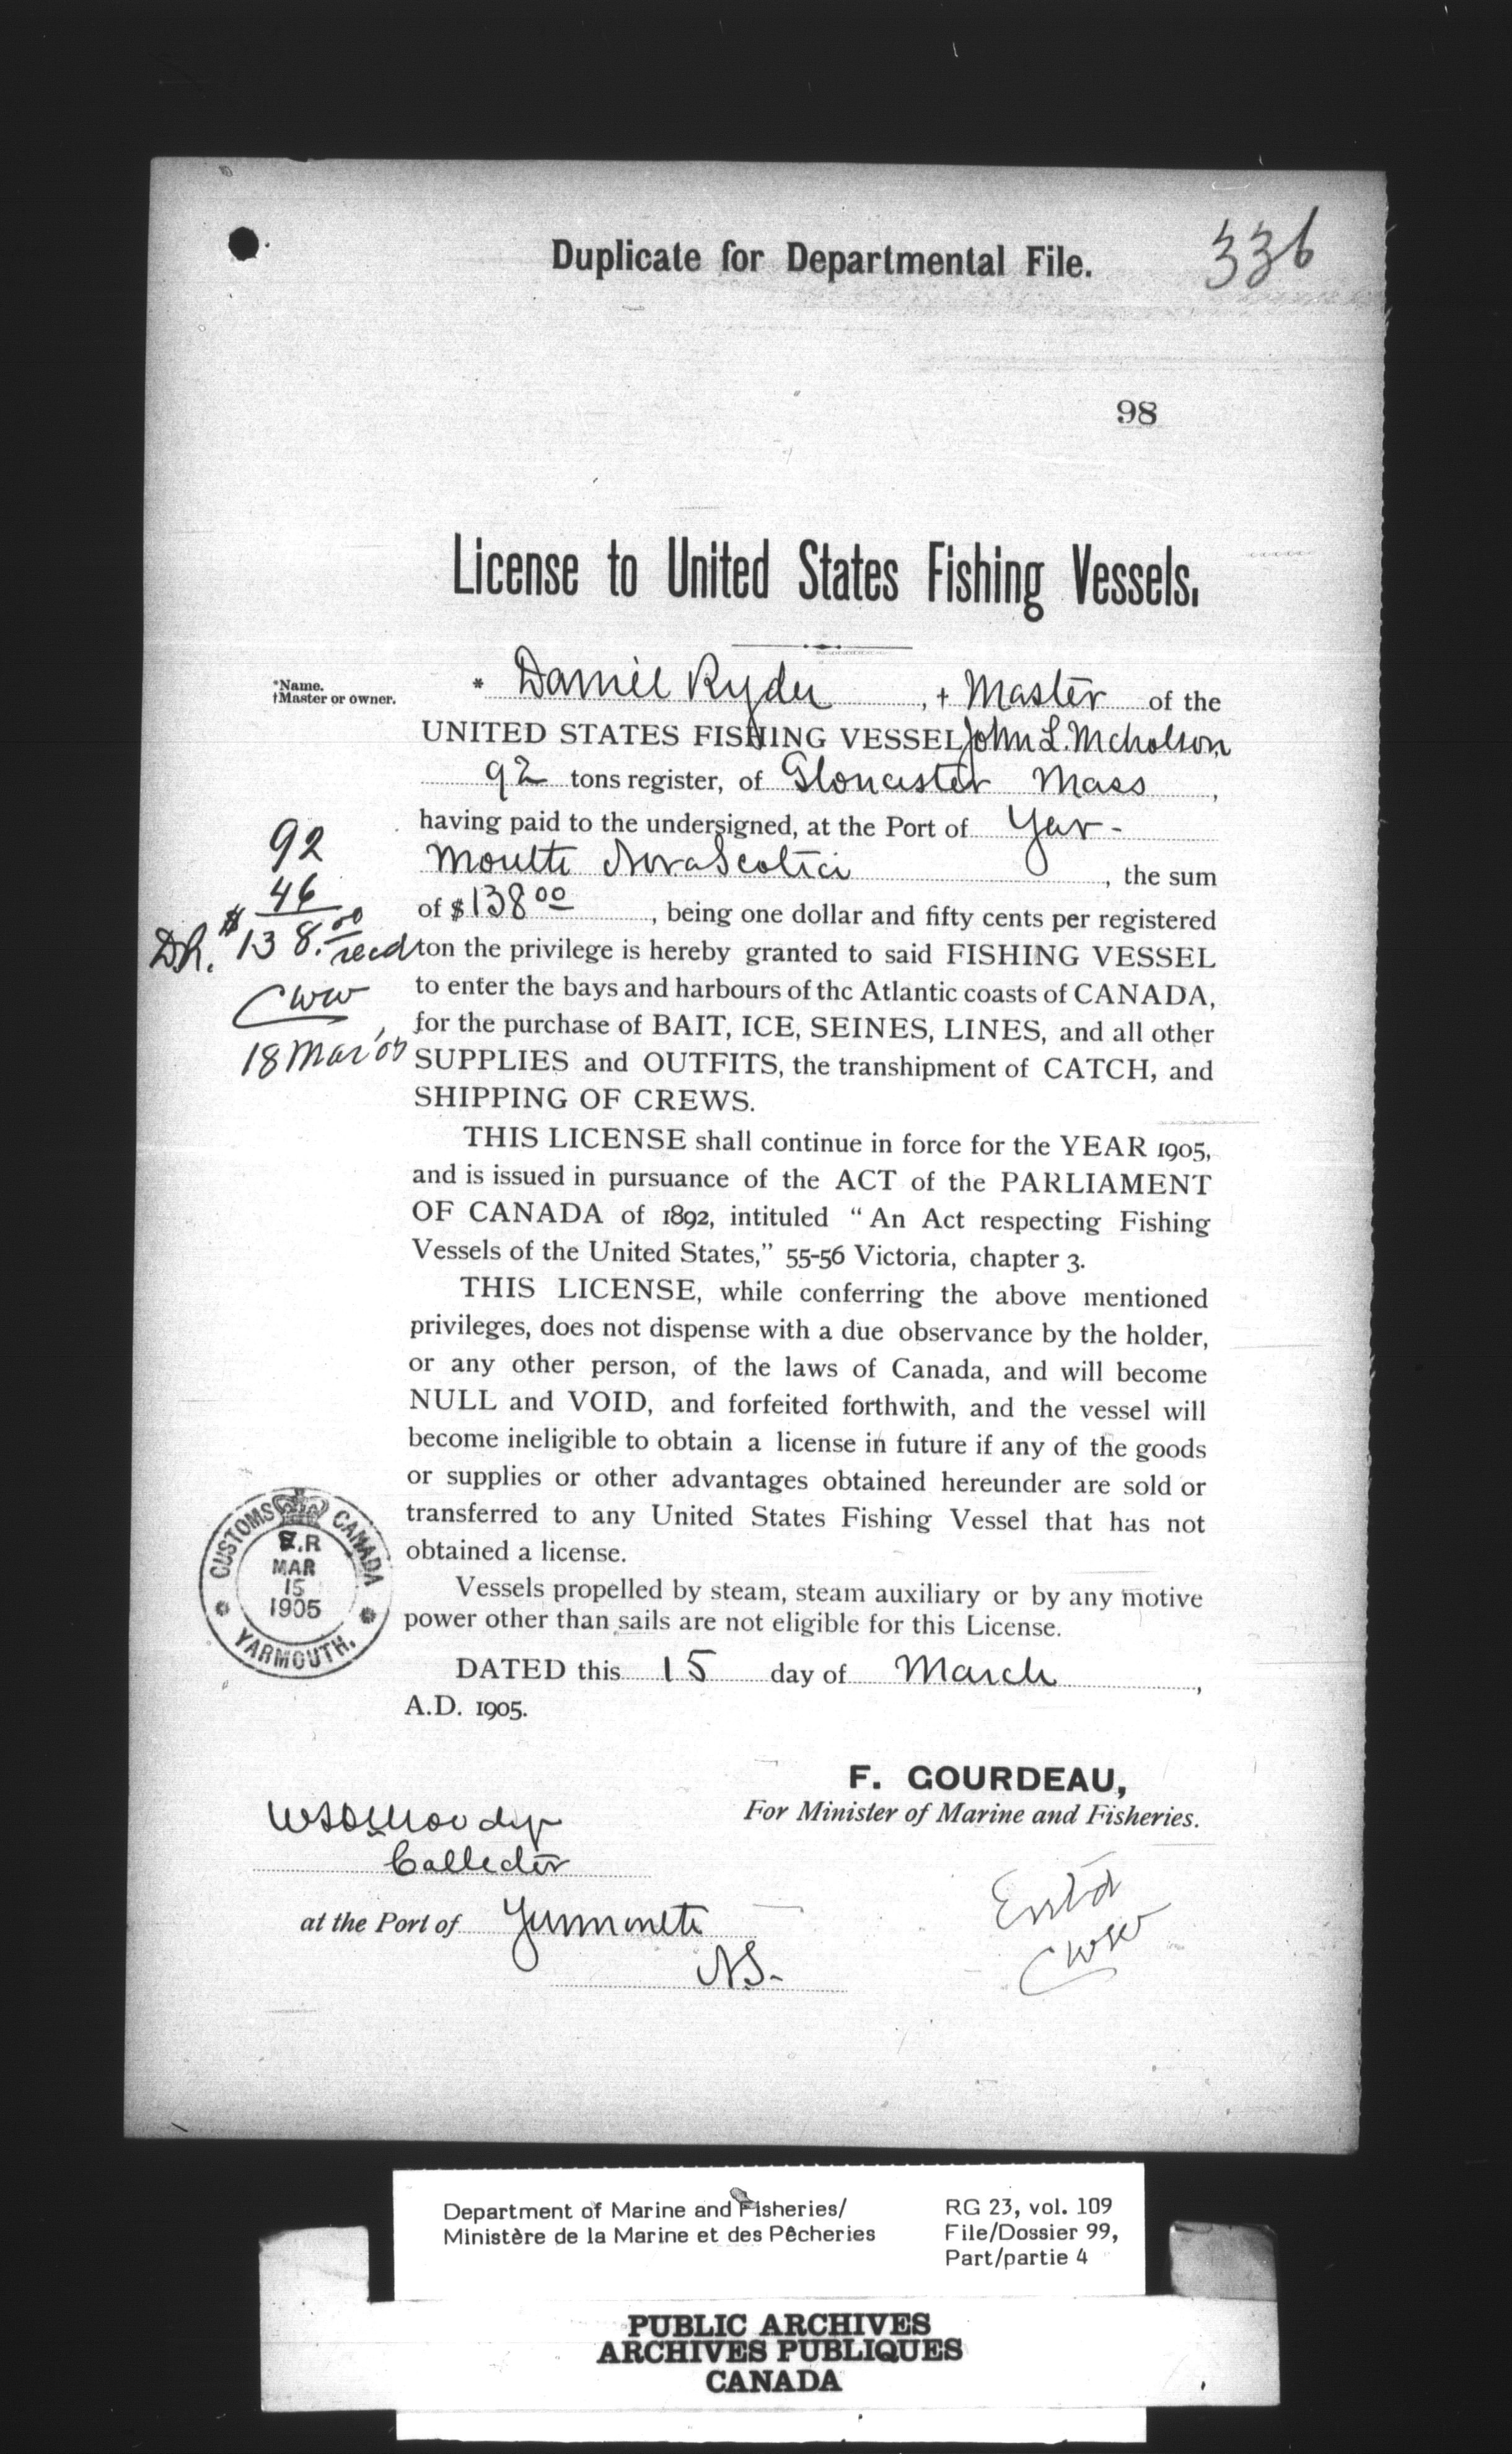 Duplicate for Departmental File.
336
98
License to United States Fishing Vessels.
*Name.
†Master or owner.
* Daniel Ryder, † Master of the
UNITED STATES FISHING VESSEL John L. Nicholson
92 tons register, of Gloucester Mass,
having paid to the undersigned, at the Port of Yar-
mouth Nova Scotia, the sum
of $138 00, being one dollar and fifty cents per registered
ton the privilege is hereby granted to said FISHING VESSEL
to enter the bays and harbours of the Atlantic coasts of CANADA,
for the purchase of BAIT, ICE, SEINES, LINES, and all other
SUPPLIES and OUTFITS, the transhipment of CATCH, and
SHIPPING OF CREWS.
92
46
$138.00 recd
Dft.
CWW
18 Mar '05
THIS LICENSE shall continue in force for the YEAR 1905,
and is issued in pursuance of the ACT of the PARLIAMENT
OF CANADA of 1892, intituled “An Act respecting Fishing
Vessels of the United States,” 55-56 Victoria, chapter 3.
THIS LICENSE, while conferring the above mentioned
privileges, does not dispense with a due observance by the holder,
or any other person, of the laws of Canada, and will become
NULL and VOID, and forfeited forthwith, and the vessel will
become ineligible to obtain a license in future if any of the goods
or supplies or other advantages obtained hereunder are sold or
transferred to any United States Fishing Vessel that has not
obtained a license.
Vessels propelled by steam, steam auxiliary or by any motive
power other than sails are not eligible for this License.
CUSTOMS CANADA
MAR
15
1905
YARMOUTH.
DATED this 15 day of March,
A.D. 1905.
F. GOURDEAU,
For Minister of Marine and Fisheries.
Moody
Collector
at the Port of Yarmouth
NS-
Ent'd
CWW
Department of Marine and Fisheries/
Ministère de la Marine et des Pêcheries
RG 23, vol. 109
File/Dossier 99,
Part/partie 4
PUBLIC ARCHIVES
ARCHIVES PUBLIQUES
CANADA